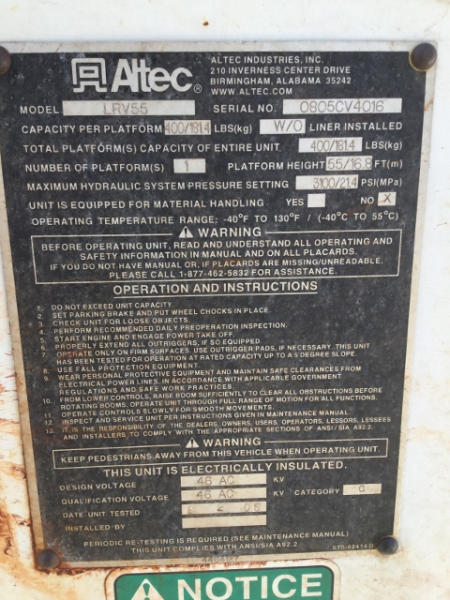 Altec
ALTEC INDUSTRIES, INC.
210 INVERNESS CENTER DRIVE
BIRMINGHAM, ALABAMA 35242
WWW.ALTEC.COM
MODEL LRV55 SERIAL NO. 0805CV4016
CAPACITY PER PLATFORM 400/181.4 LBS(kg) W/O LINER INSTALLED
TOTAL PLATFORM(S) CAPACITY OF ENTIRE UNIT 400/181.4 LBS(kg)
NUMBER OF PLATFORM(S) 1 PLATFORM HEIGHT 55/16.8 FT(m)
MAXIMUM HYDRAULIC SYSTEM PRESSURE SETTING 3100/214 PSI(MPa)
UNIT IS EQUIPPED FOR MATERIAL HANDLING YES NO X
OPERATING TEMPERATURE RANGE: -40°F TO 130°F / (-40°C TO 55°C)
WARNING
BEFORE OPERATING UNIT, READ AND UNDERSTAND ALL OPERATING AND
SAFETY INFORMATION IN MANUAL AND ON ALL PLACARDS.
IF YOU DO NOT HAVE MANUAL OR, IF PLACARDS ARE MISSING/UNREADABLE,
PLEASE CALL 1-877-462-5832 FOR ASSISTANCE.
OPERATION AND INSTRUCTIONS
1. DO NOT EXCEED UNIT CAPACITY
2. SET PARKING BRAKE AND PUT WHEEL CHOCKS IN PLACE.
3. CHECK UNIT FOR LOOSE OBJECTS.
4. PERFORM RECOMMENDED DAILY PREOPERATION INSPECTION.
5. START ENGINE AND ENGAGE POWER TAKE OFF.
6. PROPERLY EXTEND ALL OUTRIGGERS, IF SO EQUIPPED
7. OPERATE ONLY ON FIRM SURFACES. USE OUTRIGGER PADS, IF NECESSARY. THIS UNIT
HAS BEEN TESTED FOR OPERATION AT RATED CAPACITY UP TO A 5 DEGREE SLOPE.
8. USE FALL PROTECTION EQUIPMENT.
9. WEAR PERSONAL PROTECTIVE EQUIPMENT AND MAINTAIN SAFE CLEARANCES FROM
ELECTRICAL POWER LINES, IN ACCORDANCE WITH APPLICABLE GOVERNMENT
REGULATIONS AND SAFE WORK PRACTICES.
10. FROM LOWER CONTROLS, RAISE BOOM SUFFICIENTLY TO CLEAR ALL OBSTRUCTIONS BEFORE
ROTATING BOOMS. OPERATE UNIT THROUGH FULL RANGE OF MOTION FOR ALL FUNCTIONS.
11. OPERATE CONTROLS SLOWLY FOR SMOOTH MOVEMENTS.
12. INSPECT AND SERVICE UNIT PER INSTRUCTIONS GIVEN IN MAINTENANCE MANUAL.
13. IT IS THE RESPONSIBILITY OF THE DEALERS, OWNERS, USERS, OPERATORS, LESSORS, LESSEES
AND INSTALLERS TO COMPLY WITH THE APPROPRIATE SECTIONS OF ANSI/SIA A92.2
WARNING
KEEP PEDESTRIANS AWAY FROM THIS VEHICLE WHEN OPERATING UNIT.
THIS UNIT IS ELECTRICALLY INSULATED.
DESIGN VOLTAGE 46 AC KV
QUALIFICATION VOLTAGE 46 AC KV CATEGORY
DATE UNIT TESTED
INSTALLED BY
PERIODIC RE-TESTING IS REQUIRED (SEE MAINTENANCE MANUAL)
THIS UNIT COMPLIES WITH ANSI/SIA A92.2
NOTICE